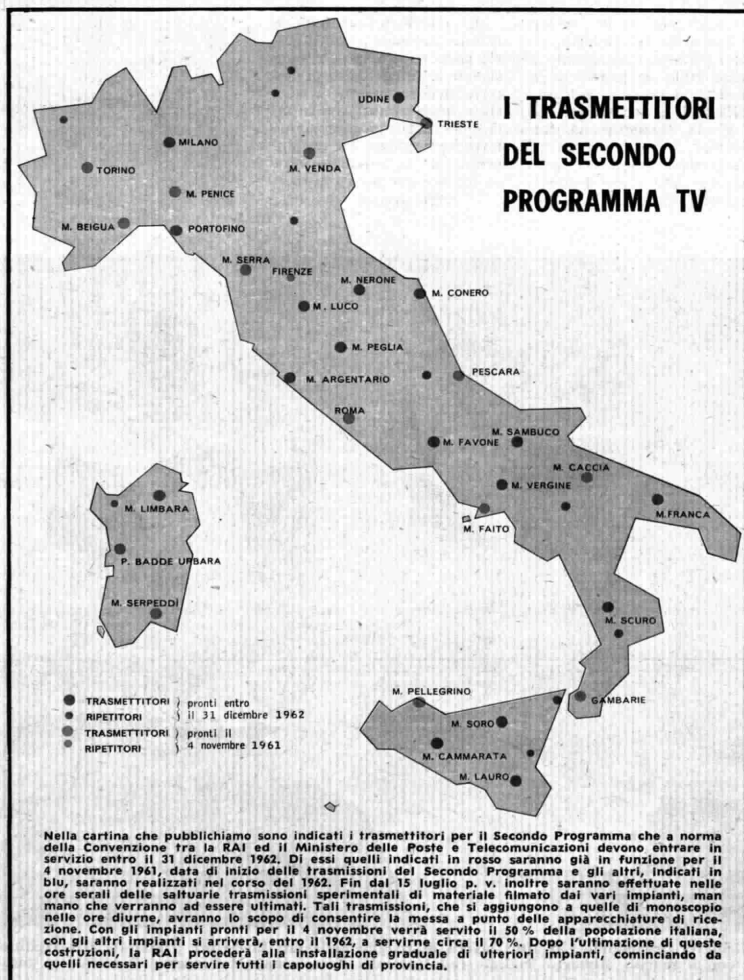 I TRASMETTITORI
DEL SECONDO
PROGRAMMA TV
UDINE
TRIESTE
MILANO
TORINO
M. VENDA
M. PENICE
M. BEIGUA
PORTOFINO
M. SERRA
FIRENZE
M. NERONE
M. CONERO
M. LUCO
M. PEGLIA
M. ARGENTARIO
PESCARA
ROMA
M. FAVONE
M. SAMBUCO
M. CACCIA
M. VERGINE
M. FRANCA
M. FAITO
M. LIMBARA
P. BADDE URBARA
M. SERPEDDÌ
M. SCURO
GAMBARIE
M. PELLEGRINO
M. SORO
M. CAMMARATA
M. LAURO
TRASMETTITORI } pronti entro
RIPETITORI } il 31 dicembre 1962
TRASMETTITORI } pronti il
RIPETITORI } 4 novembre 1961
Nella cartina che pubblichiamo sono indicati i trasmettitori per il Secondo Programma che a norma
della Convenzione tra la RAI ed il Ministero delle Poste e Telecomunicazioni devono entrare in
servizio entro il 31 dicembre 1962. Di essi quelli indicati in rosso saranno già in funzione per il
4 novembre 1961, data di inizio delle trasmissioni del Secondo Programma e gli altri, indicati in
blu, saranno realizzati nel corso del 1962. Fin dal 15 luglio p. v. inoltre saranno effettuate nelle
ore serali delle saltuarie trasmissioni sperimentali di materiale filmato dai vari impianti, man
mano che verranno ad essere ultimati. Tali trasmissioni, che si aggiungono a quelle di monoscopio
nelle ore diurne, avranno lo scopo di consentire la messa a punto delle apparecchiature di rice-
zione. Con gli impianti pronti per il 4 novembre verrà servito il 50 % della popolazione italiana,
con gli altri impianti si arriverà, entro il 1962, a servirne circa il 70 %. Dopo l'ultimazione di queste
costruzioni, la RAI procederà alla installazione graduale di ulteriori impianti, cominciando da
quelli necessari per servire tutti i capoluoghi di provincia.